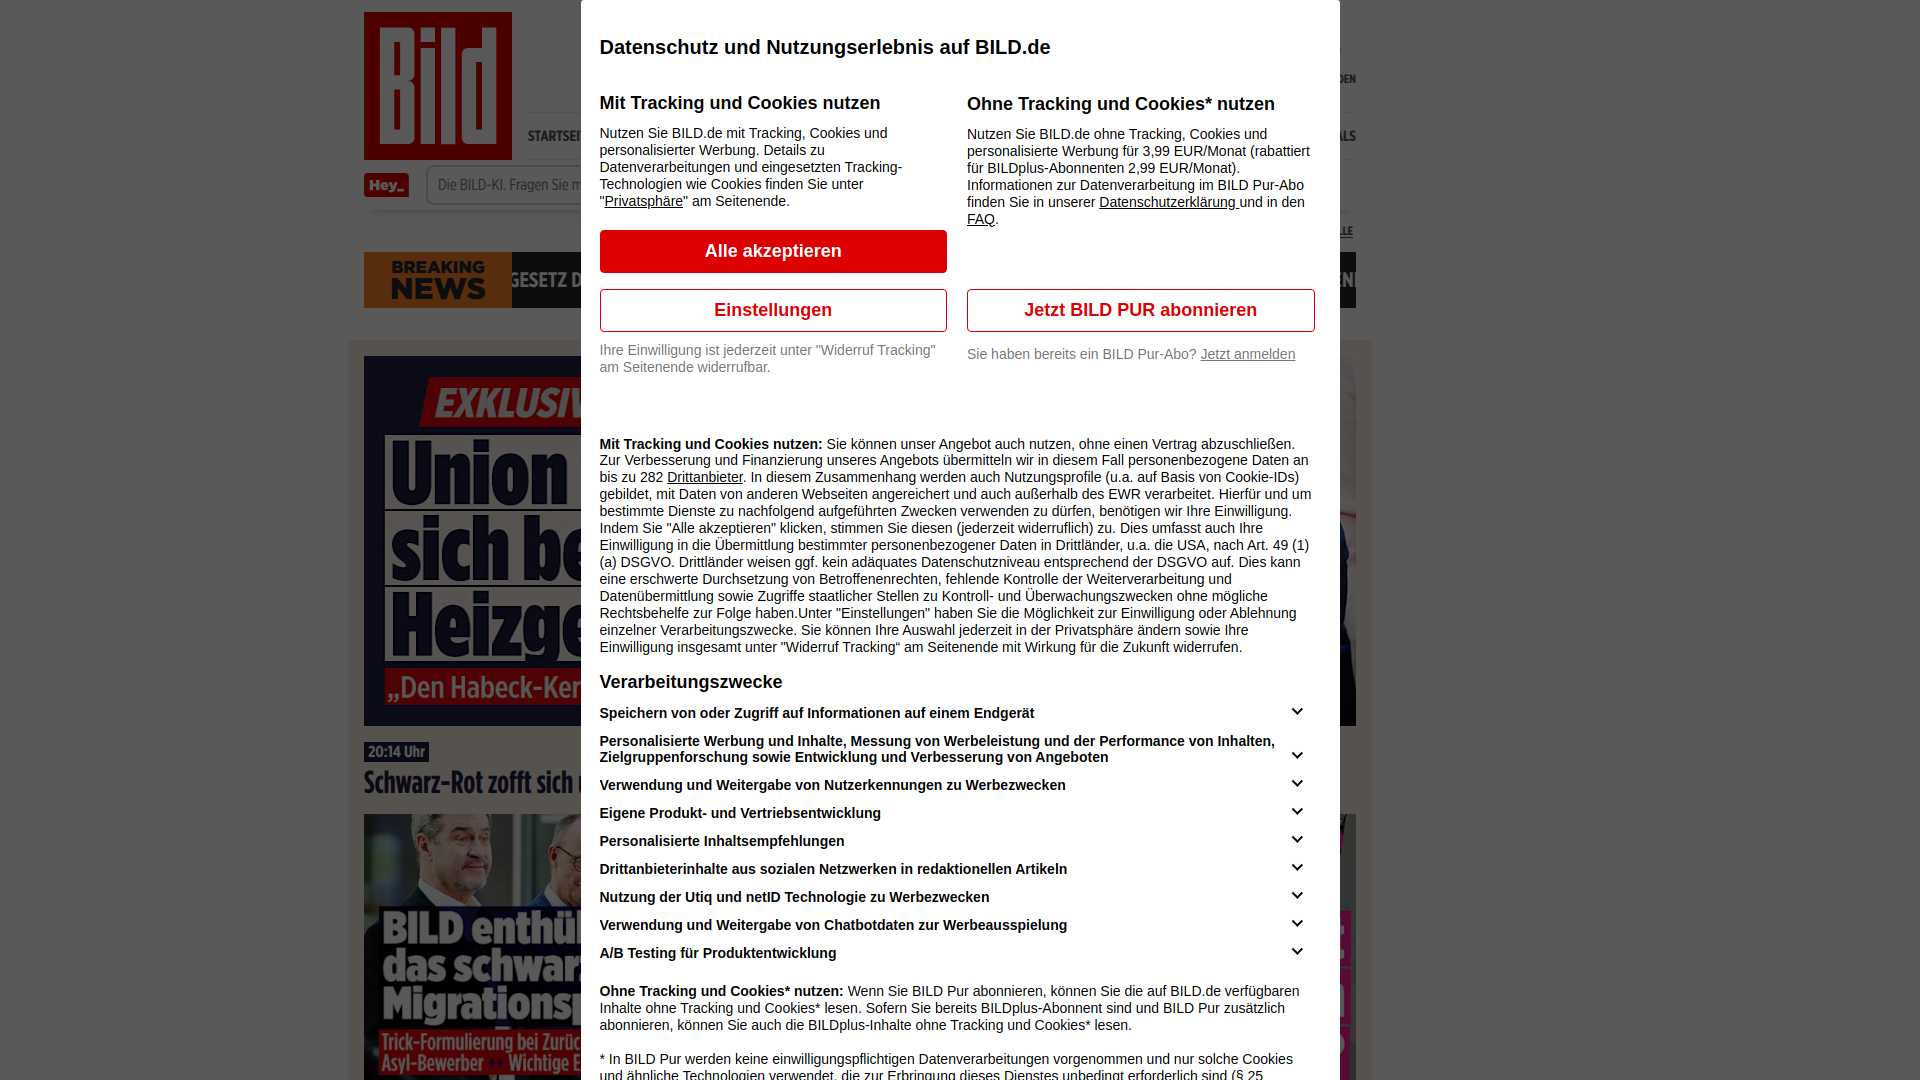 Bild
Datenschutz und Nutzungserlebnis auf BILD.de
Mit Tracking und Cookies nutzen
Nutzen Sie BILD.de mit Tracking, Cookies und
personalisierter Werbung. Details zu
Datenverarbeitungen und eingesetzten Tracking-
Technologien wie Cookies finden Sie unter
"Privatsphäre" am Seitenende.
Alle akzeptieren
Einstellungen
Ihre Einwilligung ist jederzeit unter "Widerruf Tracking"
am Seitenende widerrufbar.
Ohne Tracking und Cookies* nutzen
Nutzen Sie BILD.de ohne Tracking, Cookies und
personalisierte Werbung für 3,99 EUR/Monat (rabattiert
für BILDplus-Abonnenten 2,99 EUR/Monat).
Informationen zur Datenverarbeitung im BILD Pur-Abo
finden Sie in unserer Datenschutzerklärung und in den
FAQ.
Jetzt BILD PUR abonnieren
Sie haben bereits ein BILD Pur-Abo? Jetzt anmelden
Mit Tracking und Cookies nutzen: Sie können unser Angebot auch nutzen, ohne einen Vertrag abzuschließen.
Zur Verbesserung und Finanzierung unseres Angebots übermitteln wir in diesem Fall personenbezogene Daten an
bis zu 282 Drittanbieter. In diesem Zusammenhang werden auch Nutzungsprofile (u.a. auf Basis von Cookie-IDs)
gebildet, mit Daten von anderen Webseiten angereichert und auch außerhalb des EWR verarbeitet. Hierfür und um
bestimmte Dienste zu nachfolgend aufgeführten Zwecken verwenden zu dürfen, benötigen wir Ihre Einwilligung.
Indem Sie "Alle akzeptieren" klicken, stimmen Sie diesen (jederzeit widerruflich) zu. Dies umfasst auch Ihre
Einwilligung in die Übermittlung bestimmter personenbezogener Daten in Drittländer, u.a. die USA, nach Art. 49 (1)
(a) DSGVO. Drittländer weisen ggf. kein adäquates Datenschutzniveau entsprechend der DSGVO auf. Dies kann
eine erschwerte Durchsetzung von Betroffenenrechten, fehlende Kontrolle der Weiterverarbeitung und
Datenübermittlung sowie Zugriffe staatlicher Stellen zu Kontroll- und Überwachungszwecken ohne mögliche
Rechtsbehelfe zur Folge haben.Unter "Einstellungen" haben Sie die Möglichkeit zur Einwilligung oder Ablehnung
einzelner Verarbeitungszwecke. Sie können Ihre Auswahl jederzeit in der Privatsphäre ändern sowie Ihre
Einwilligung insgesamt unter "Widerruf Tracking“ am Seitenende mit Wirkung für die Zukunft widerrufen.
Verarbeitungszwecke
Speichern von oder Zugriff auf Informationen auf einem Endgerät
Personalisierte Werbung und Inhalte, Messung von Werbeleistung und der Performance von Inhalten,
Zielgruppenforschung sowie Entwicklung und Verbesserung von Angeboten
Verwendung und Weitergabe von Nutzerkennungen zu Werbezwecken
Eigene Produkt- und Vertriebsentwicklung
Personalisierte Inhaltsempfehlungen
Drittanbieterinhalte aus sozialen Netzwerken in redaktionellen Artikeln
Nutzung der Utiq und netID Technologie zu Werbezwecken
Verwendung und Weitergabe von Chatbotdaten zur Werbeausspielung
A/B Testing für Produktentwicklung
Ohne Tracking und Cookies* nutzen: Wenn Sie BILD Pur abonnieren, können Sie die auf BILD.de verfügbaren
Inhalte ohne Tracking und Cookies* lesen. Sofern Sie bereits BILDplus-Abonnent sind und BILD Pur zusätzlich
abonnieren, können Sie auch die BILDplus-Inhalte ohne Tracking und Cookies* lesen.
* In BILD Pur werden keine einwilligungspflichtigen Datenverarbeitungen vorgenommen und nur solche Cookies
und ähnliche Technologien verwendet, die zur Erbringung dieses Dienstes unbedingt erforderlich sind (§ 25
STARTSEI
ALS
Hey_
Die BILD-KI. Fragen Sie m
BREAKING
NEWS
GESETZ D
EXKLUSIV
Union
sich be
Heizge
„Den Habeck-Ker
20:14 Uhr
Schwarz-Rot zofft sich
BILD enthül
das schwar
Migrationsp
Trick-Formulierung bei Zurüc
Asyl-Bewerber ++ Wichtige E